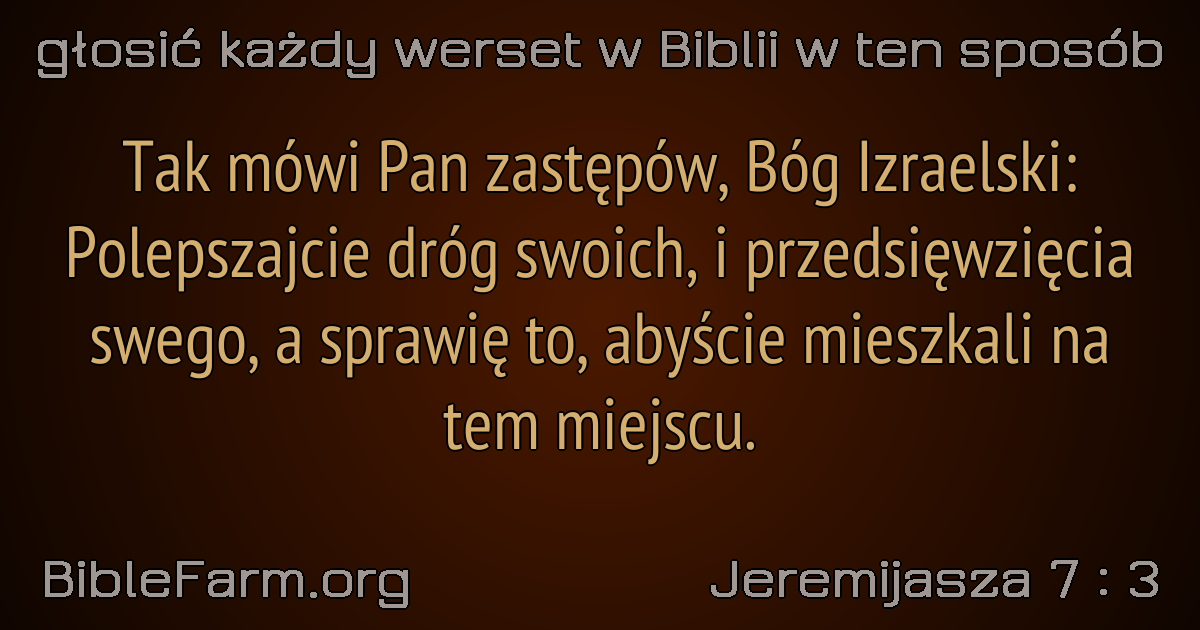 głosić każdy werset w Biblii w ten sposób
Tak mówi Pan zastępów, Bóg Izraelski:
Polepszajcie dróg swoich, i przedsięwzięcia
swego, a sprawię to, abyście mieszkali na
tem miejscu.
BibleFarm.org
Jeremijasza 7 : 3